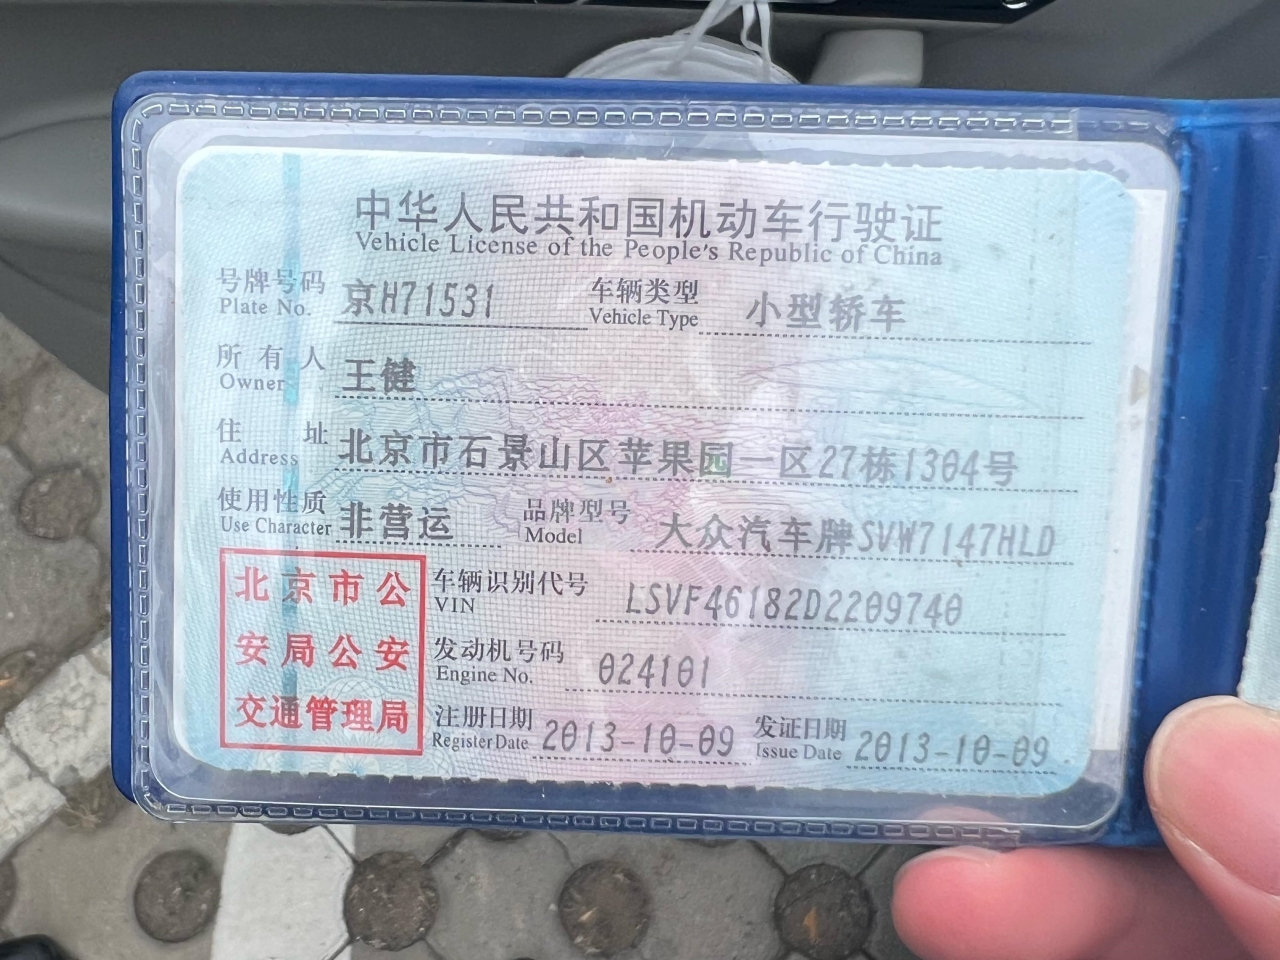 中华人民共和国机动车行驶证
Vehicle License of the People's Republic of China
号牌号码 京H71531 车辆类型 小型轿车
Plate No. Vehicle Type
所有人 王健
Owner
住址 北京市石景山区苹果园一区27栋1304号
Address
使用性质 非营运 品牌型号 大众汽车牌SVW7147HLD
Use Character Model
北京市公
安局公安
交通管理局
车辆识别代号 LSVF46182D2209740
VIN
发动机号码 024101
Engine No.
注册日期 2013-10-09 发证日期 2013-10-09
Register Date Issue Date